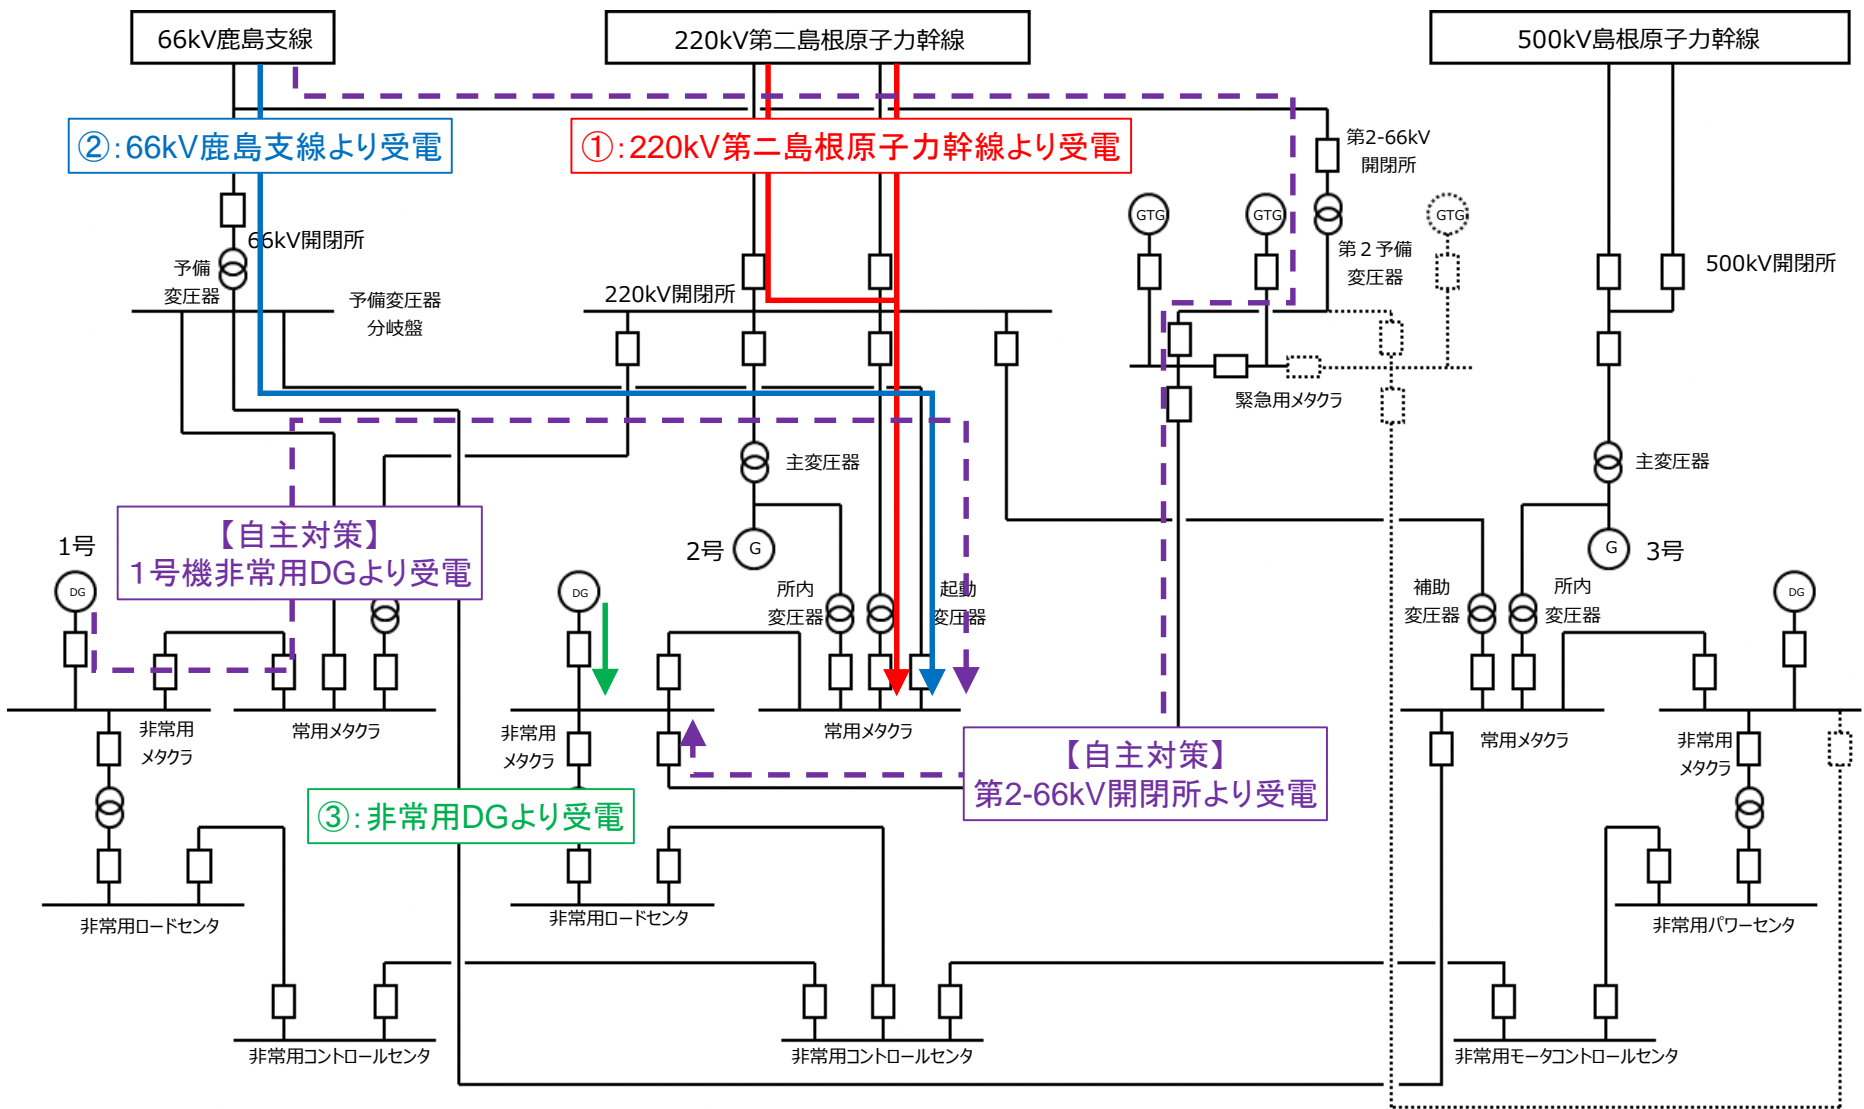 66kV鹿島支線
220kV第二島根原子力幹線
500kV島根原子力幹線
②：66kV鹿島支線より受電
①：220kV第二島根原子力幹線より受電
第2-66kV
開閉所
GTG
GTG
GTG
66kV開閉所
予備
変圧器
第２予備
変圧器
500kV開閉所
予備変圧器
分岐盤
220kV開閉所
緊急用メタクラ
主変圧器
主変圧器
【自主対策】
１号機非常用DGより受電
1号
2号
G
G
3号
DG
DG
所内
変圧器
起動
変圧器
補助
変圧器
所内
変圧器
DG
非常用
メタクラ
常用メタクラ
非常用
メタクラ
常用メタクラ
【自主対策】
第2-66kV開閉所より受電
常用メタクラ
非常用
メタクラ
③：非常用DGより受電
非常用ロードセンタ
非常用ロードセンタ
非常用パワーセンタ
非常用コントロールセンタ
非常用コントロールセンタ
非常用モータコントロールセンタ